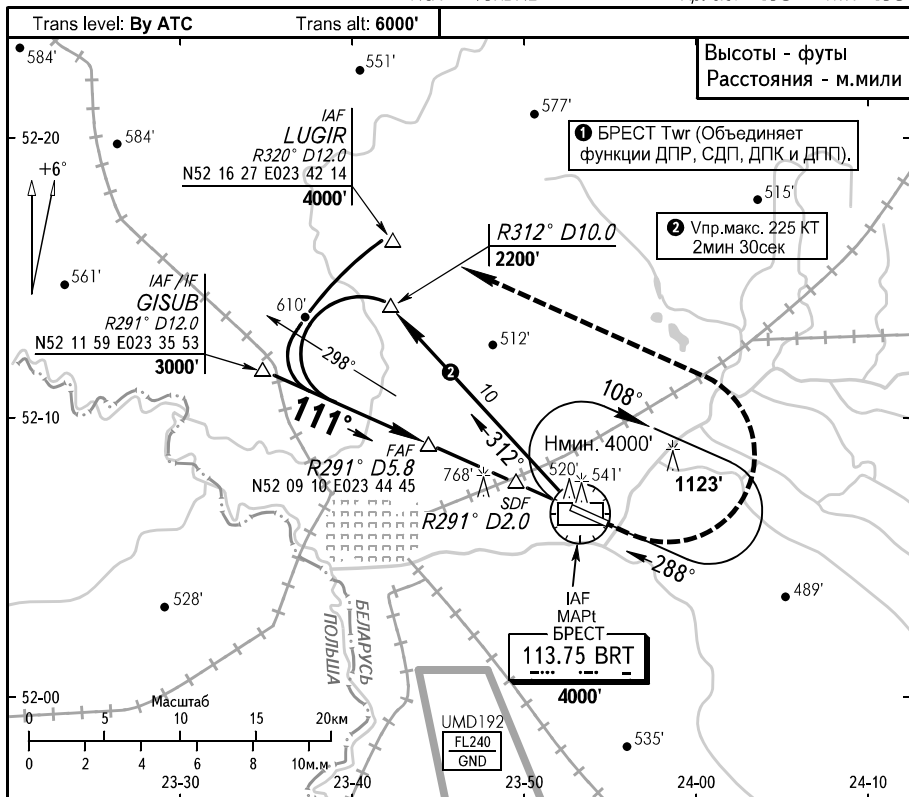 Trans level: By ATC
Trans alt: 6000'
Высоты - футы
Расстояния - м.мили
584'
551'
577'
52-20
584'
IAF
LUGIR
R320° D12.0
N52 16 27 E023 42 14
4000'
❶ БРЕСТ Twr (Объединяет
функции ДПР, СДП, ДПК и ДПП).
+6°
515'
R312° D10.0
2200'
❷ Vпр.макс. 225 КТ
2мин 30сек
561'
IAF/IF
GISUB
R291° D12.0
N52 11 59 E023 35 53
3000'
610'
298°
512'
❷
10
108°
52-10
111°
312°
Нмин. 4000'
FAF
R291° D5.8
N52 09 10 E023 44 45
768'
520'
541'
1123'
SDF
R291° D2.0
288°
528'
489'
IAF
MAPt
БРЕСТ
113.75 BRT
4000'
БЕЛАРУСЬ
ПОЛЬША
52-00
Масштаб
0 5 10 15 20км
0 2 4 6 8 10м.м
UMD192
FL240
GND
535'
23-30
23-40
23-50
24-00
24-10